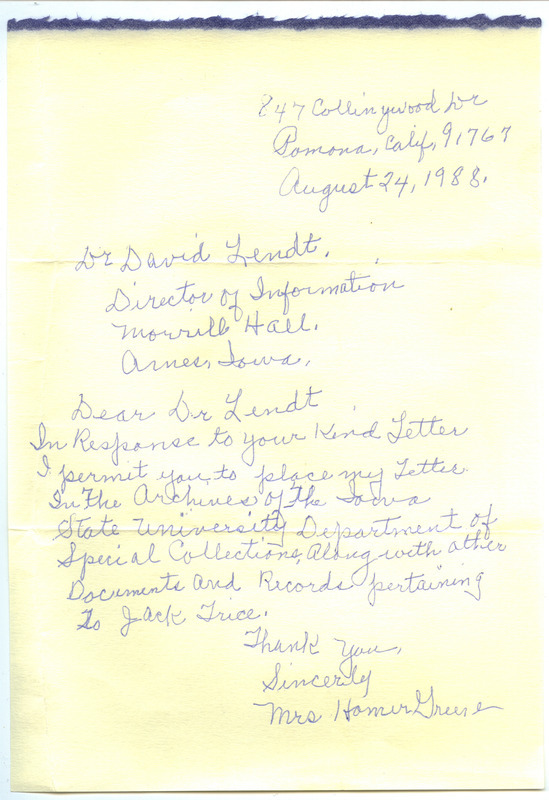 847 Collingwood Dr
Pomona, Calif, 91767
August 24, 1988.
Dr David Lendt.
Director of Information
Morrill Hall.
Ames, Iowa,
Dear Dr Lendt,
In Response to your Kind Letter
I permit you, to place my Letter
In The Archives of The Iowa
State University Department of
Special Collections, Along with other
Documents and Records pertaining
To Jack Trice.
Thank You,
Sincerly
Mrs Homer Greene